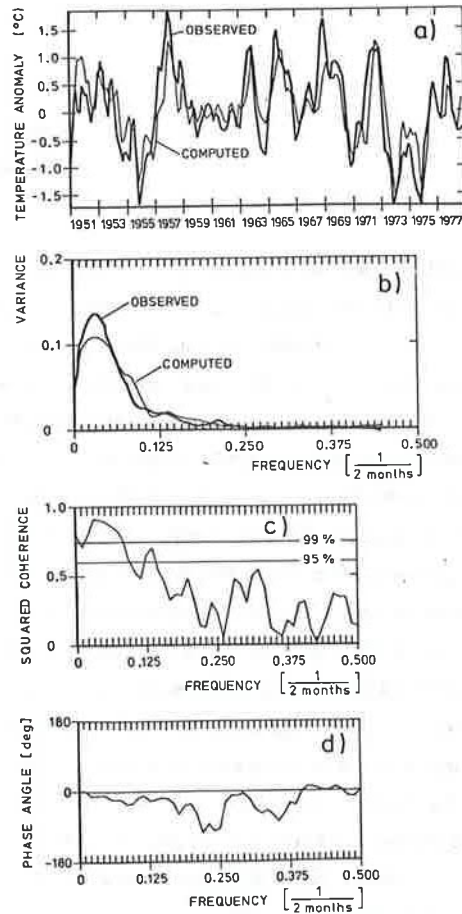 TEMPERATURE ANOMALY [°C]
1.5
1.0
0.5
0
-0.5
-1.0
-1.5
OBSERVED
COMPUTED
a)
1951 1953 1955 1957 1959 1961 1963 1965 1967 1969 1971 1973 1975 1977
VARIANCE
0.2
0.1
0
OBSERVED
COMPUTED
b)
0 0.125 0.250 0.375 0.500
FREQUENCY [1/2 months]
SQUARED COHERENCE
1.0
0.5
0
c)
99 %
95 %
0 0.125 0.250 0.375 0.500
FREQUENCY [1/2 months]
PHASE ANGLE [deg]
180
0
-180
d)
0 0.125 0.250 0.375 0.500
FREQUENCY [1/2 months]